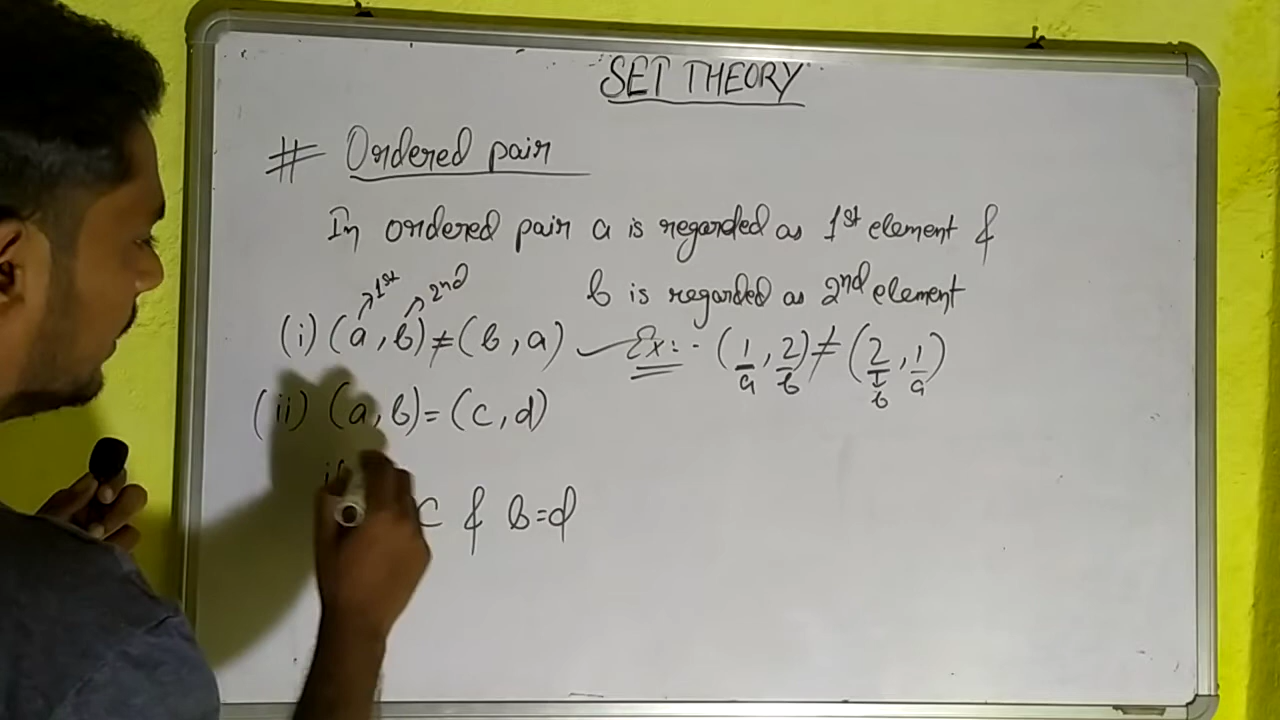 SET THEORY
# Ordered pair
In ordered pair a is regarded as 1st element &
b is regarded as 2nd element
1st 2nd
(i) (a, b) ≠ (b, a) Ex:- (1, 2) ≠ (2, 1)
a b b a
(ii) (a, b) = (c, d)
if
c & b=d